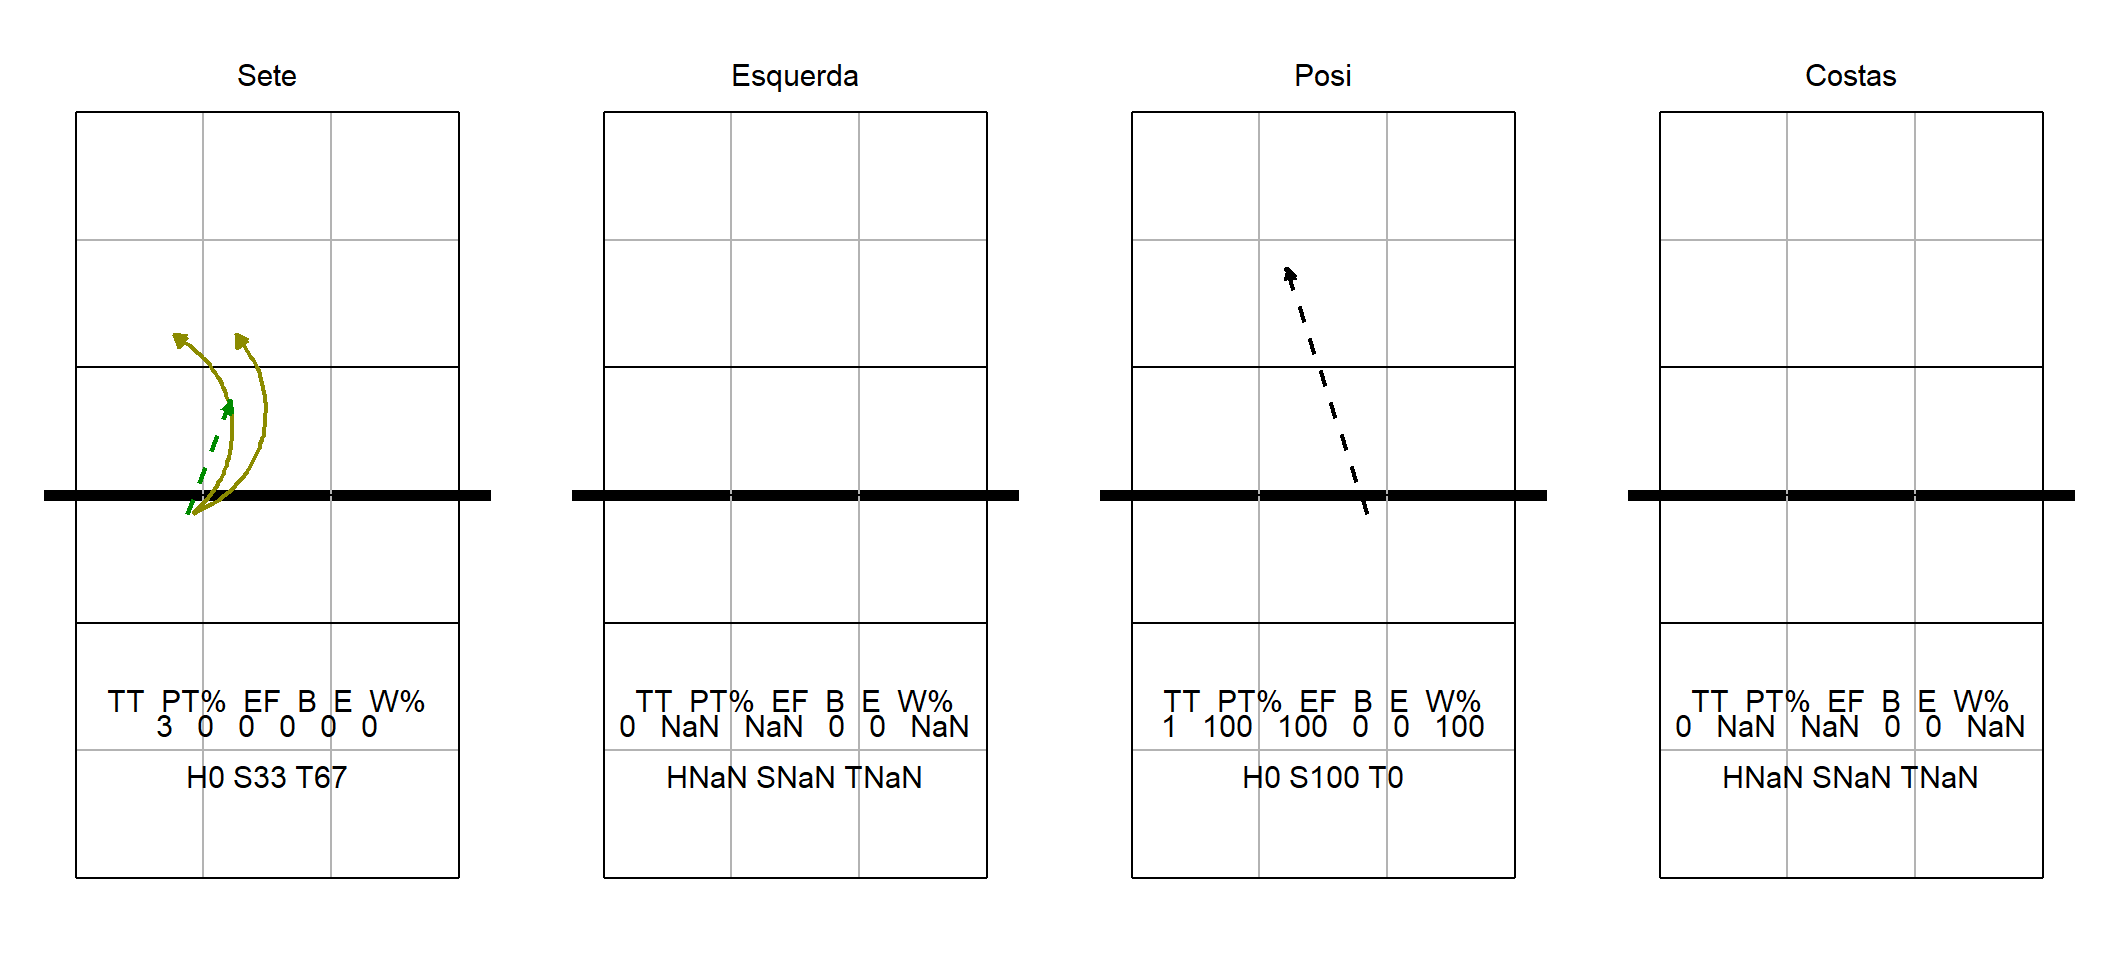 Sete
TT PT% EF B E W%
3 0 0 0 0 0
H0 S33 T67
Esquerda
TT PT% EF B E W%
0 NaN NaN 0 0 NaN
HNaN SNaN TNaN
Posi
TT PT% EF B E W%
1 100 100 0 0 100
H0 S100 T0
Costas
TT PT% EF B E W%
0 NaN NaN 0 0 NaN
HNaN SNaN TNaN